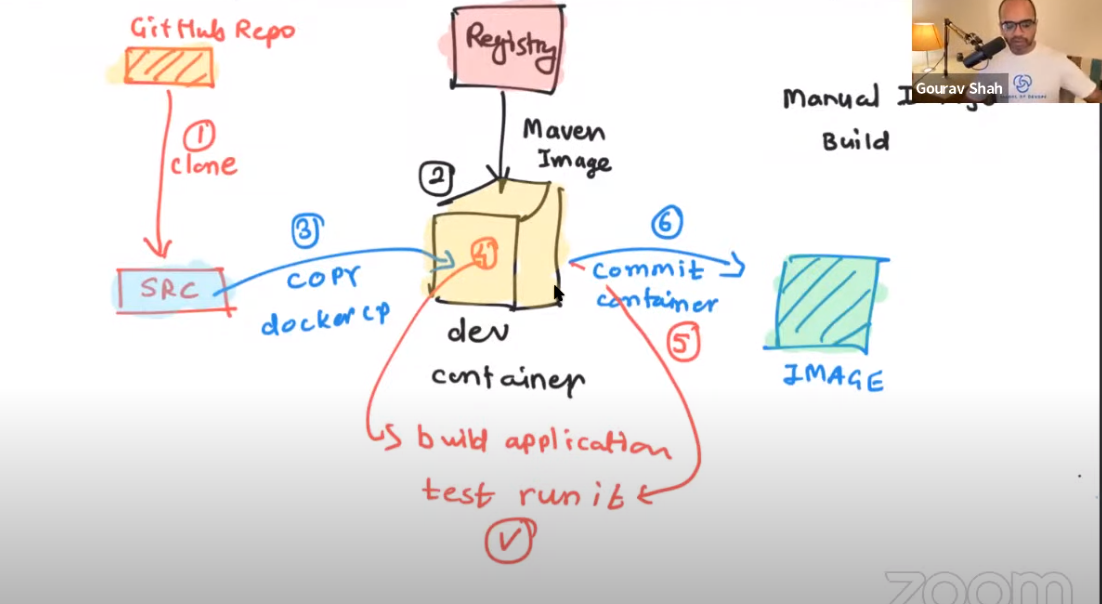 GitHub Repo
Registry
Gourav Shah
Manual
Build
1
clone
Maven
Image
2
3
COPY
docker cp
SRC
4
6
commit
container
5
dev
container
IMAGE
build application
test run it
zoom